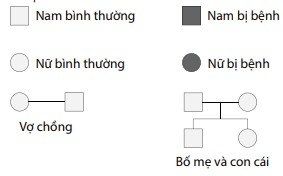 Nam bình thường
Nam bị bệnh
Nữ bình thường
Nữ bị bệnh
Vợ chồng
Bố mẹ và con cái